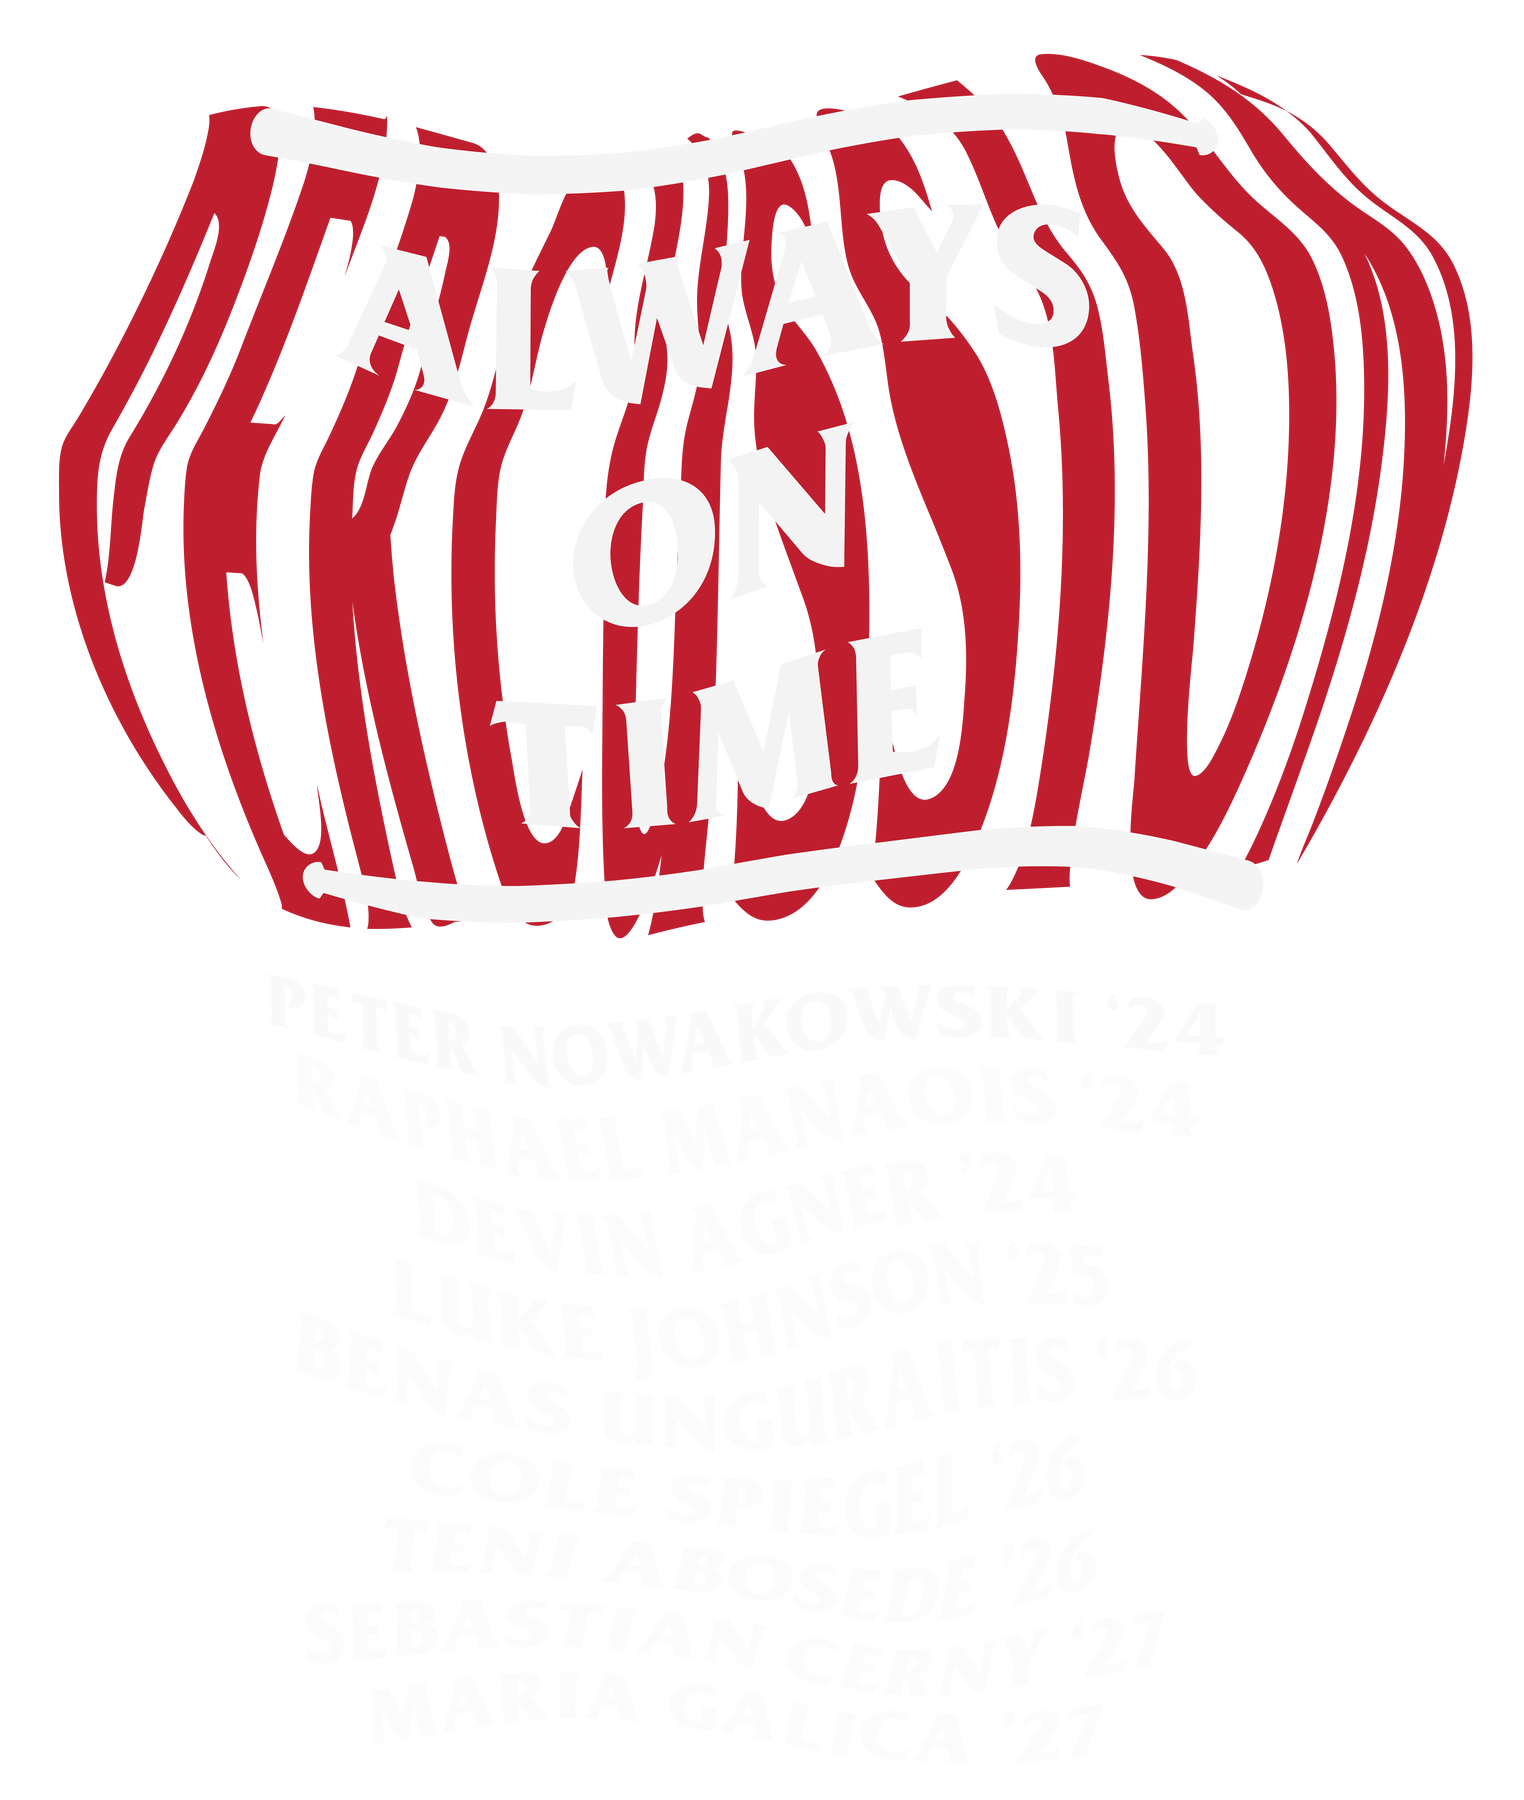 PERCUSSION
ALWAYS
ON
TIME
PETER NOWAKOWSKI ‘24
RAPHAEL MANAOIS ‘24
DEVIN AGNER ’24
LUKE JOHNSON ‘25
BENAS UNGURAITIS ‘26
COLE SPIEGEL ‘26
TENI ABOSEDE ’26
SEBASTIAN CERNY ‘27
MARIA GALICA ’27